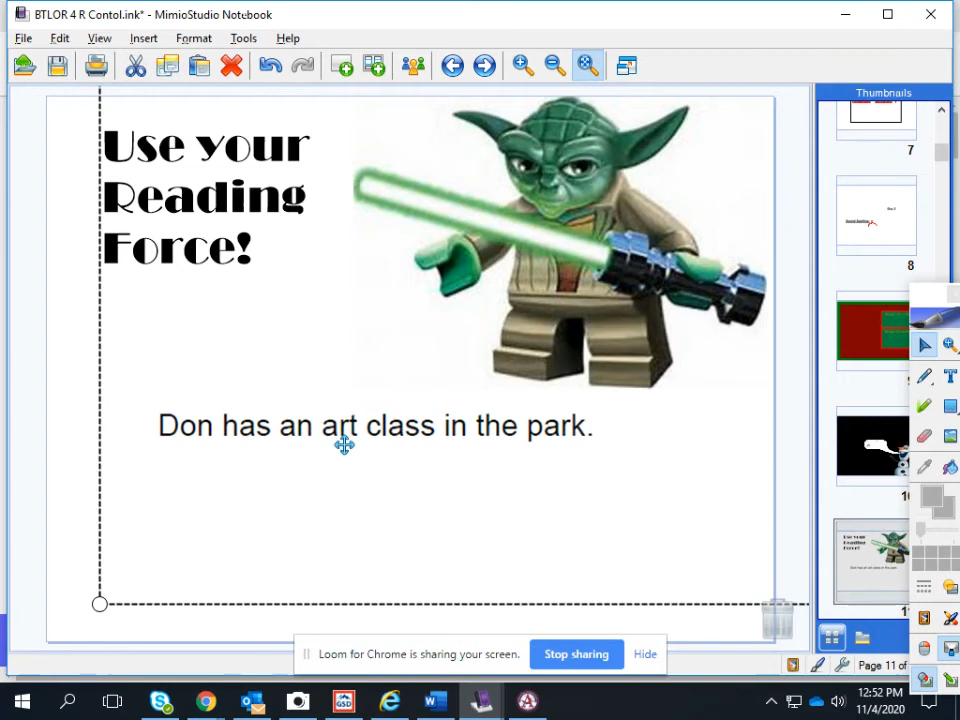 BTLOR 4 R Contol.ink* - MimioStudio Notebook
File Edit View Insert Format Tools Help
Thumbnails
Use your
Reading
Force!
Don has an art class in the park.
7
8
Loom for Chrome is sharing your screen. Stop sharing Hide
Page 11 of
12:52 PM
11/4/2020